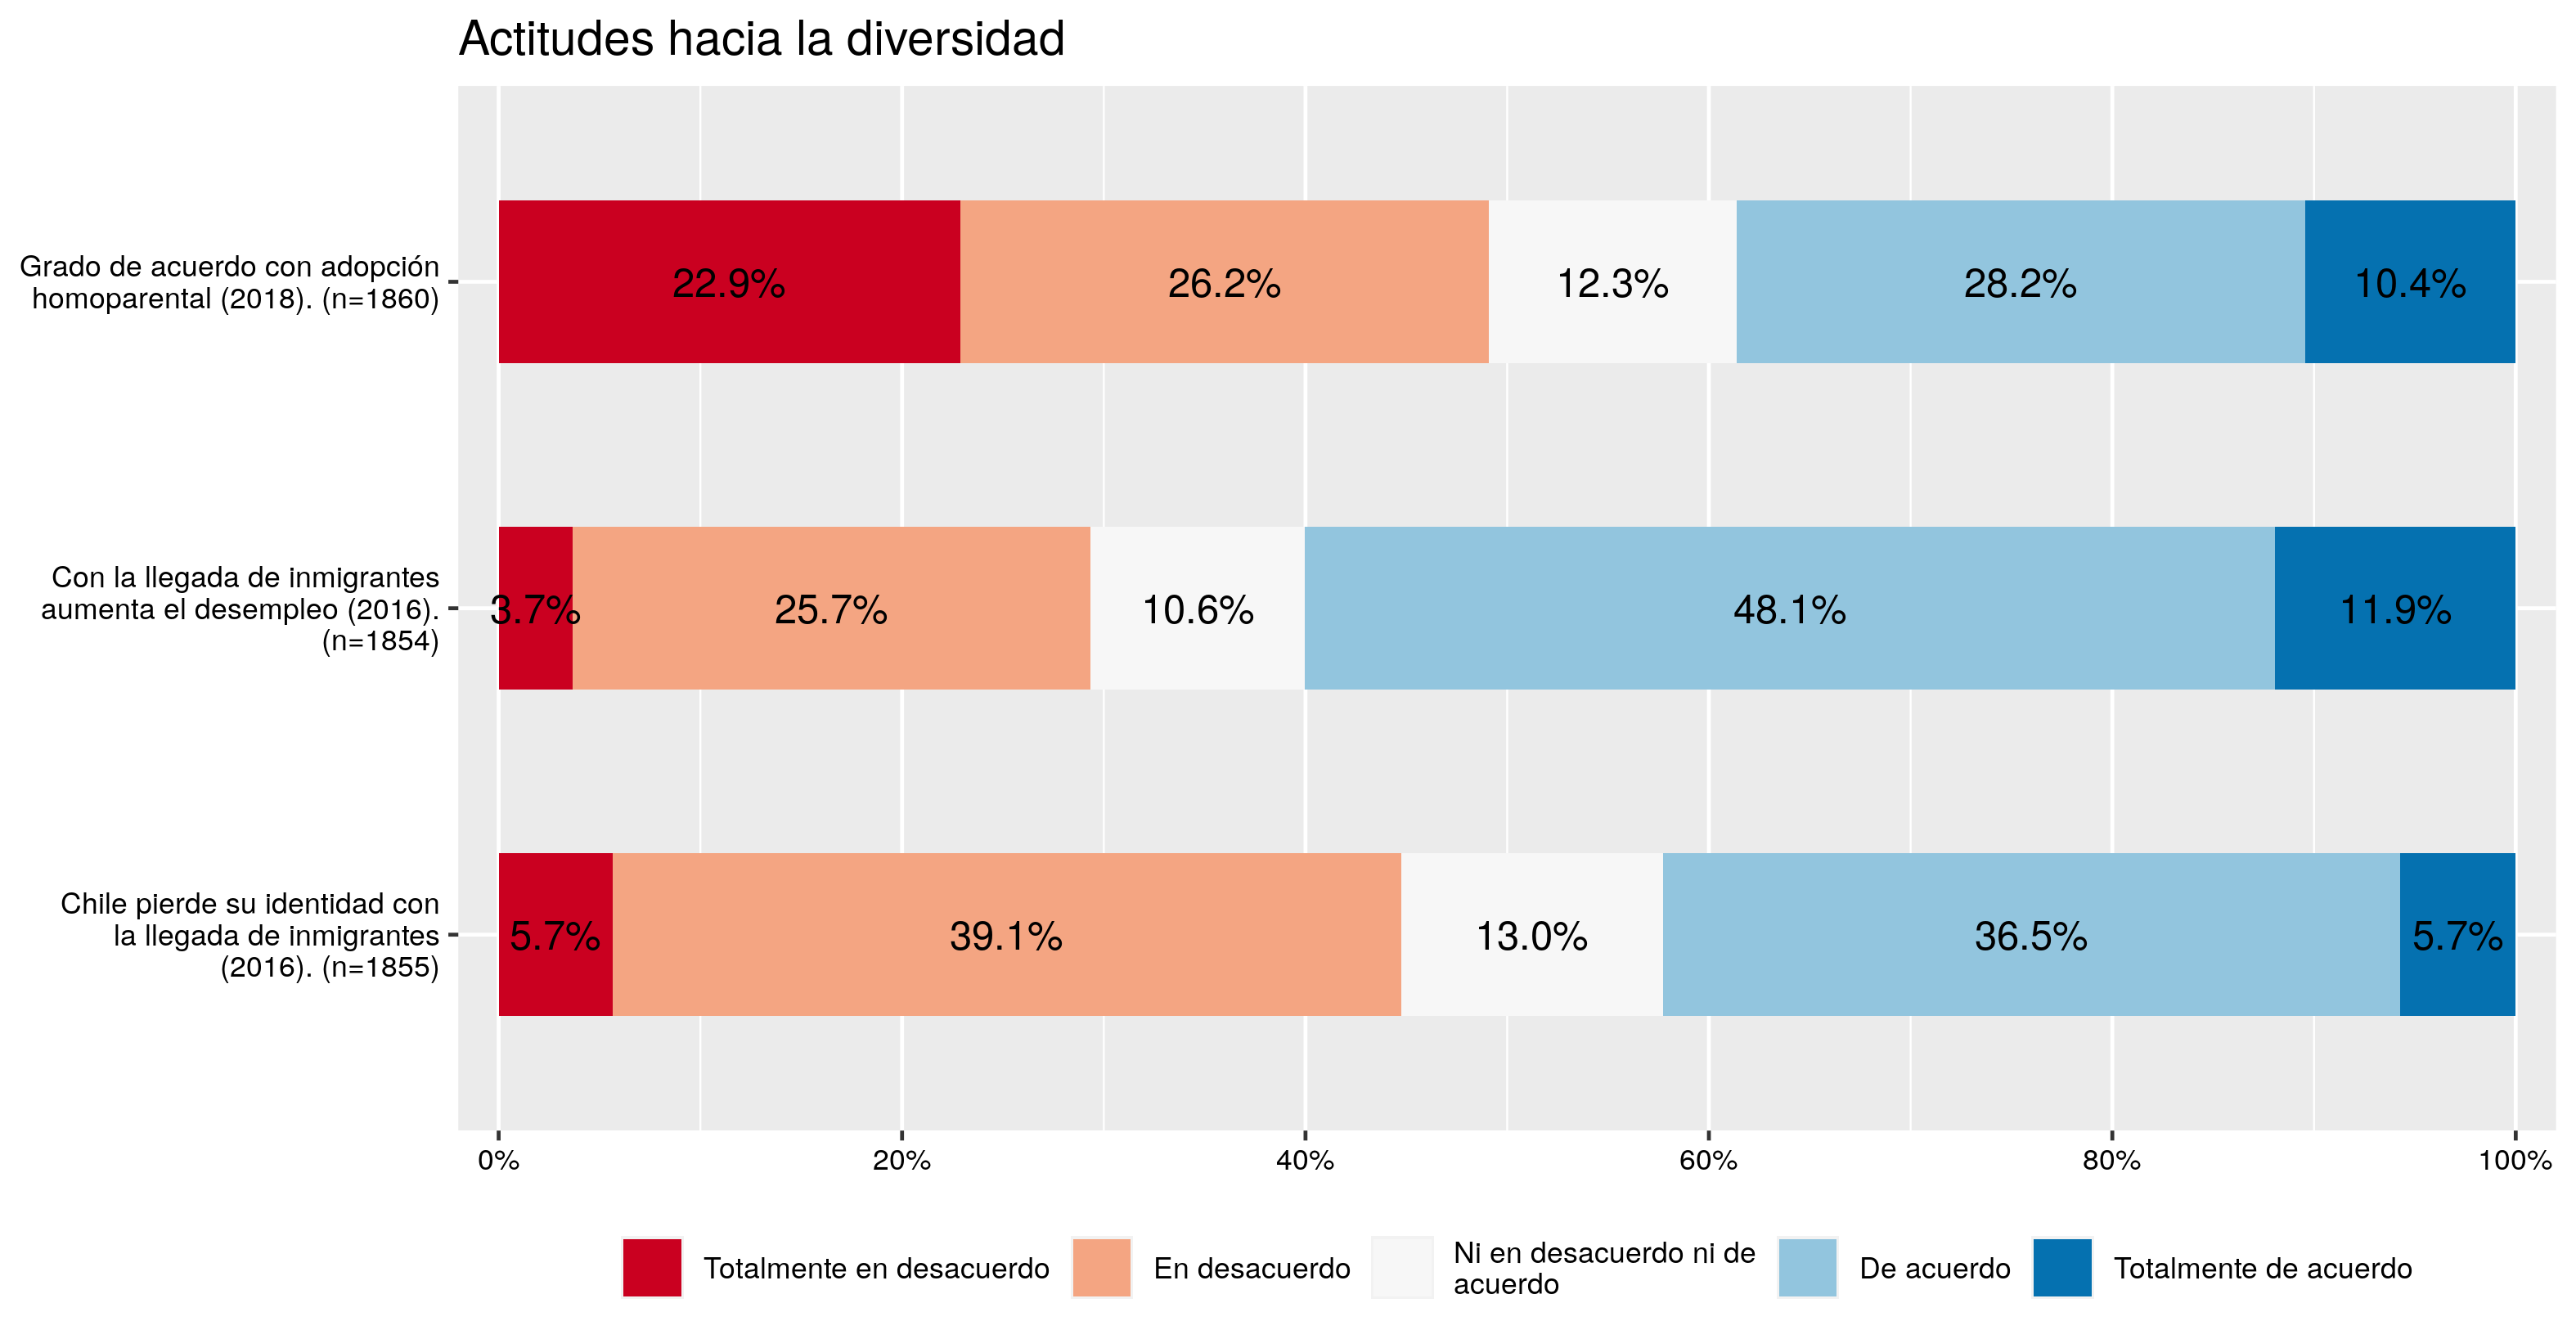 Actitudes hacia la diversidad
Grado de acuerdo con adopción
homoparental (2018). (n=1860)
22.9%
26.2%
12.3%
28.2%
10.4%
Con la llegada de inmigrantes
aumenta el desempleo (2016).
(n=1854)
3.7%
25.7%
10.6%
48.1%
11.9%
Chile pierde su identidad con
la llegada de inmigrantes
(2016). (n=1855)
5.7%
39.1%
13.0%
36.5%
5.7%
0%
20%
40%
60%
80%
100%
Totalmente en desacuerdo
En desacuerdo
Ni en desacuerdo ni de
acuerdo
De acuerdo
Totalmente de acuerdo